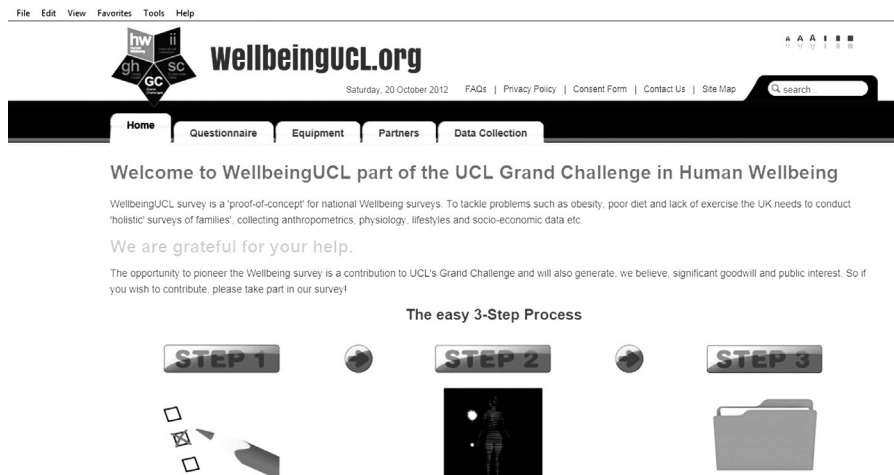 File Edit View Favorites Tools Help
hw ii
Human Wellbeing
gh sc
GC
Grand Challenges
WellbeingUCL.org
A A A
Saturday, 20 October 2012 FAQs | Privacy Policy | Consent Form | Contact Us | Site Map search...
Home Questionnaire Equipment Partners Data Collection
Welcome to WellbeingUCL part of the UCL Grand Challenge in Human Wellbeing
WellbeingUCL survey is a 'proof-of-concept' for national Wellbeing surveys. To tackle problems such as obesity, poor diet and lack of exercise the UK needs to conduct
'holistic' surveys of families', collecting anthropometrics, physiology, lifestyles and socio-economic data etc.
We are grateful for your help.
The opportunity to pioneer the Wellbeing survey is a contribution to UCL's Grand Challenge and will also generate, we believe, significant goodwill and public interest. So if
you wish to contribute, please take part in our survey!
The easy 3-Step Process
STEP 1 STEP 2 STEP 3